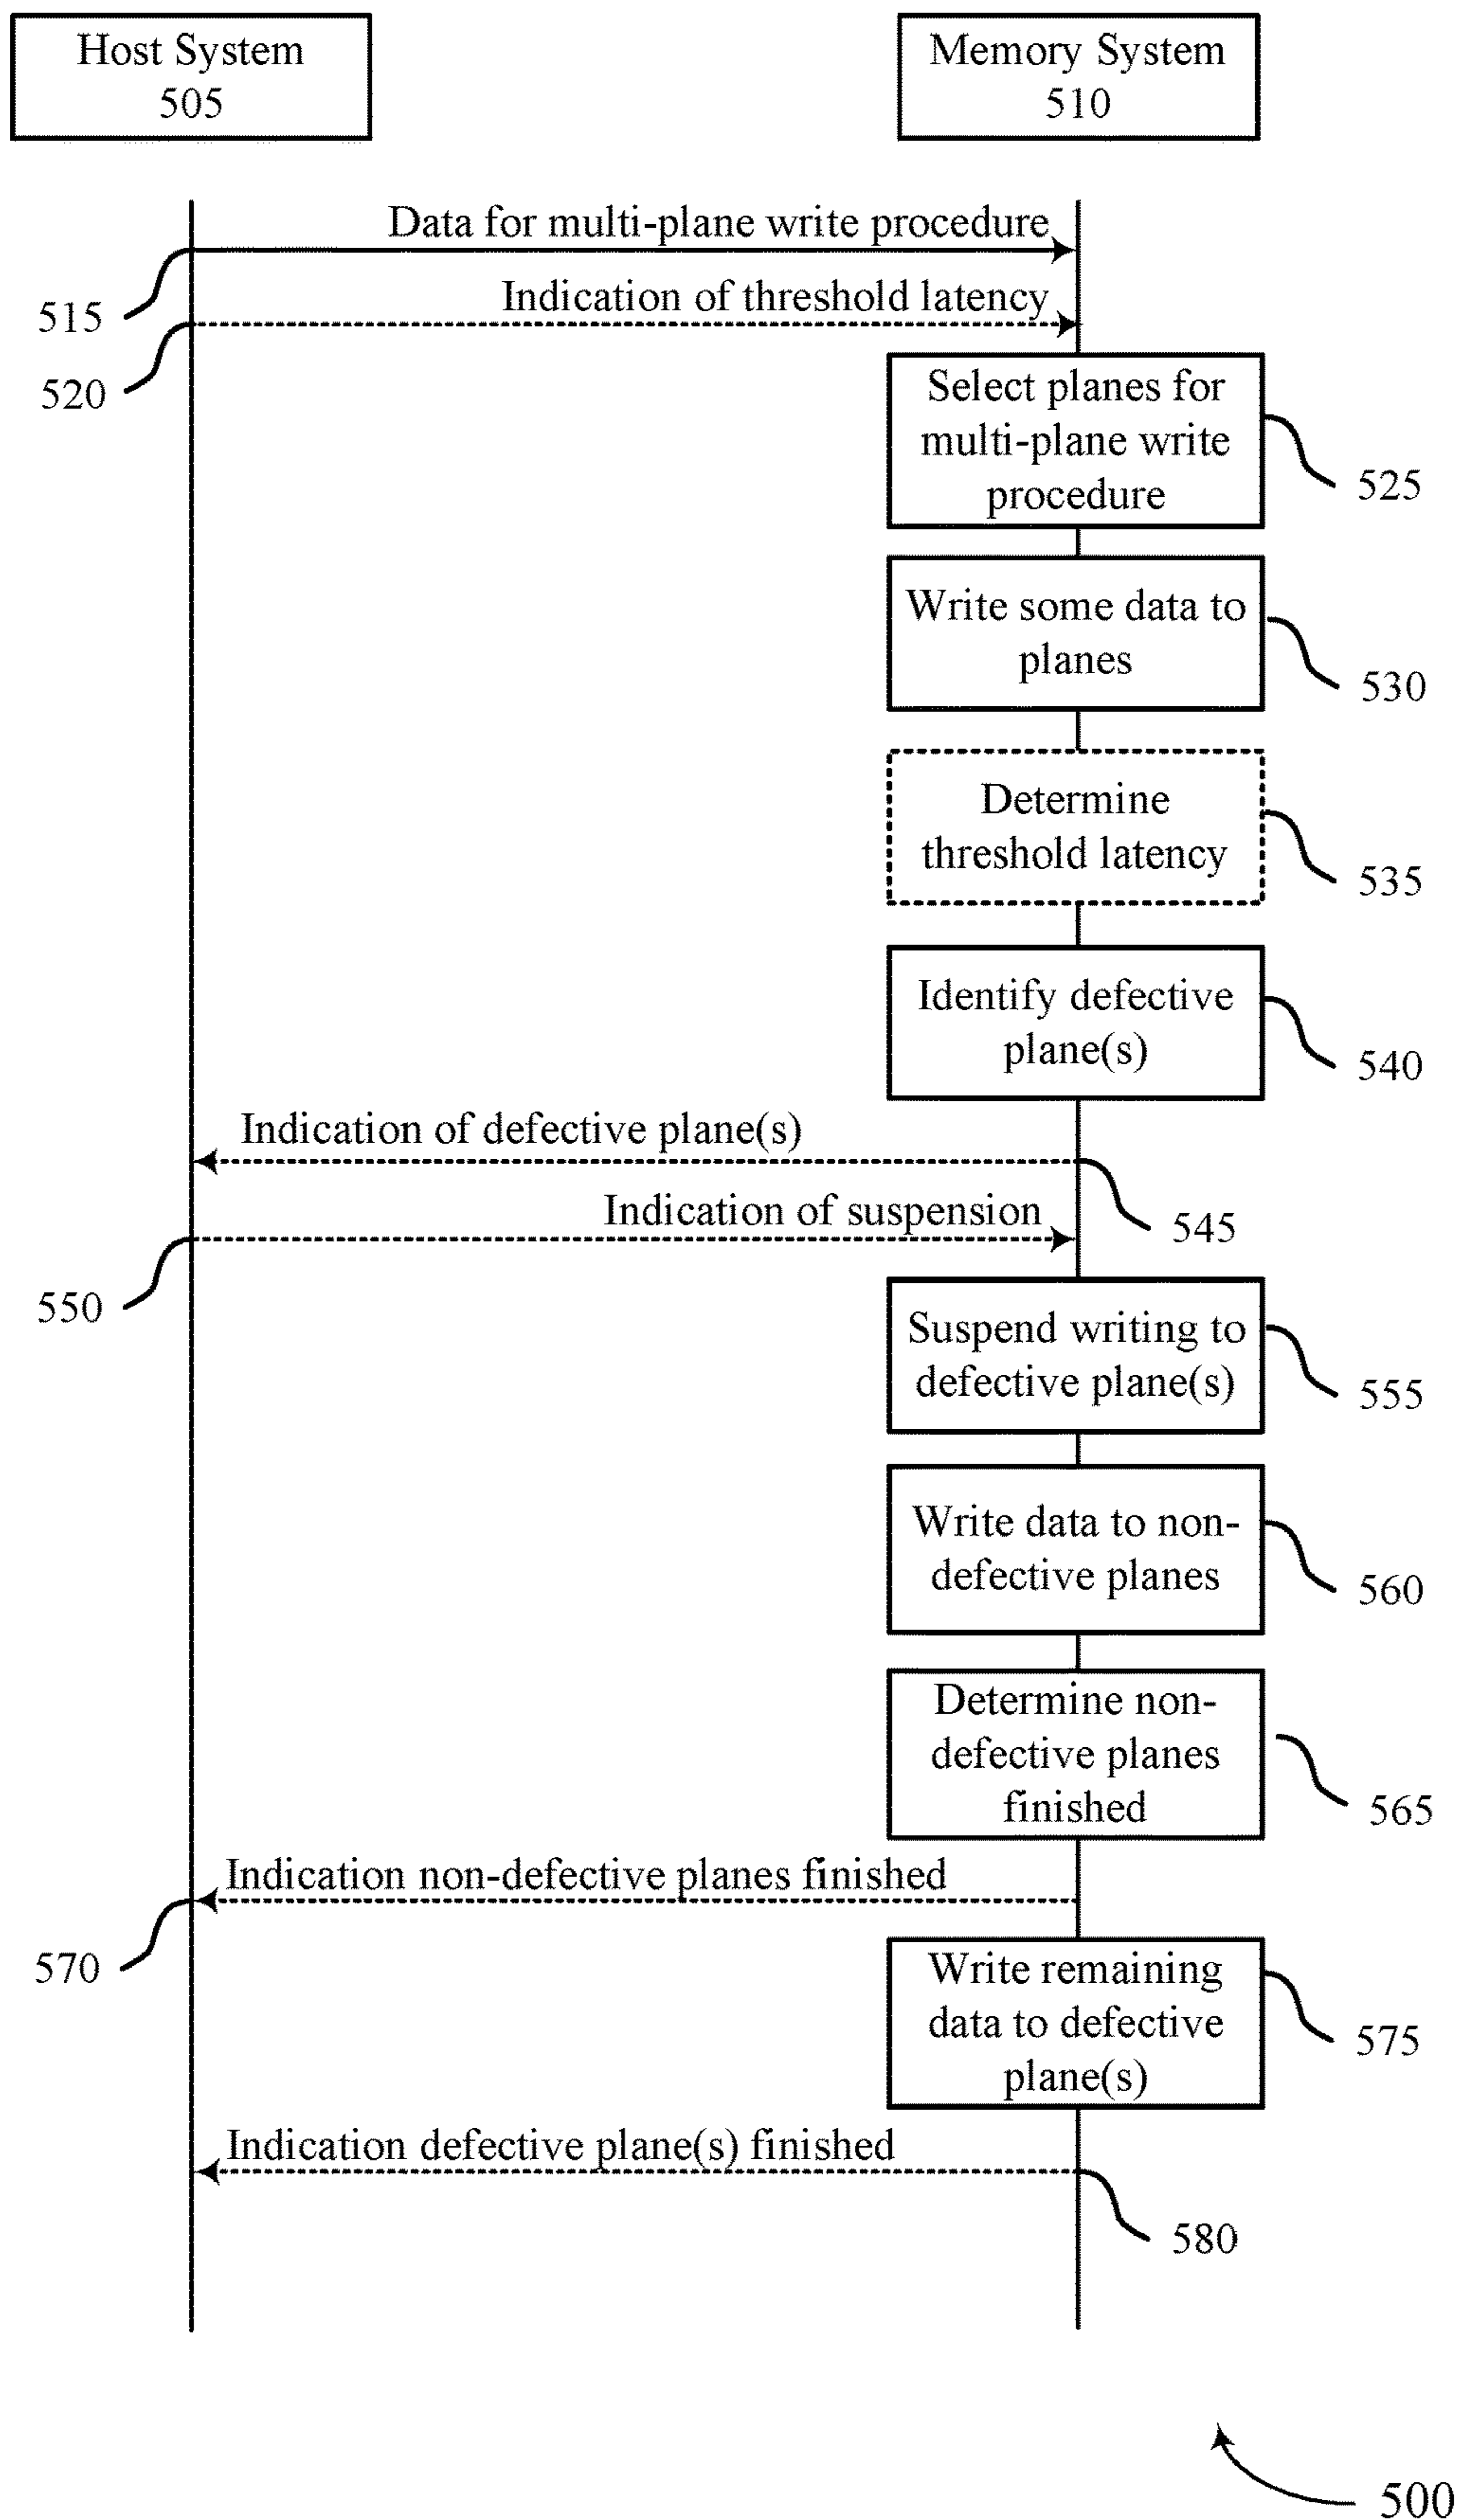 Host System
505
Memory System
510
Data for multi-plane write procedure
515
Indication of threshold latency
520
Select planes for
multi-plane write
procedure
525
Write some data to
planes
530
Determine
threshold latency
535
Identify defective
plane(s)
540
Indication of defective plane(s)
545
Indication of suspension
550
Suspend writing to
defective plane(s)
555
Write data to non-
defective planes
560
Determine non-
defective planes
finished
565
Indication non-defective planes finished
570
Write remaining
data to defective
plane(s)
575
Indication defective plane(s) finished
580
500